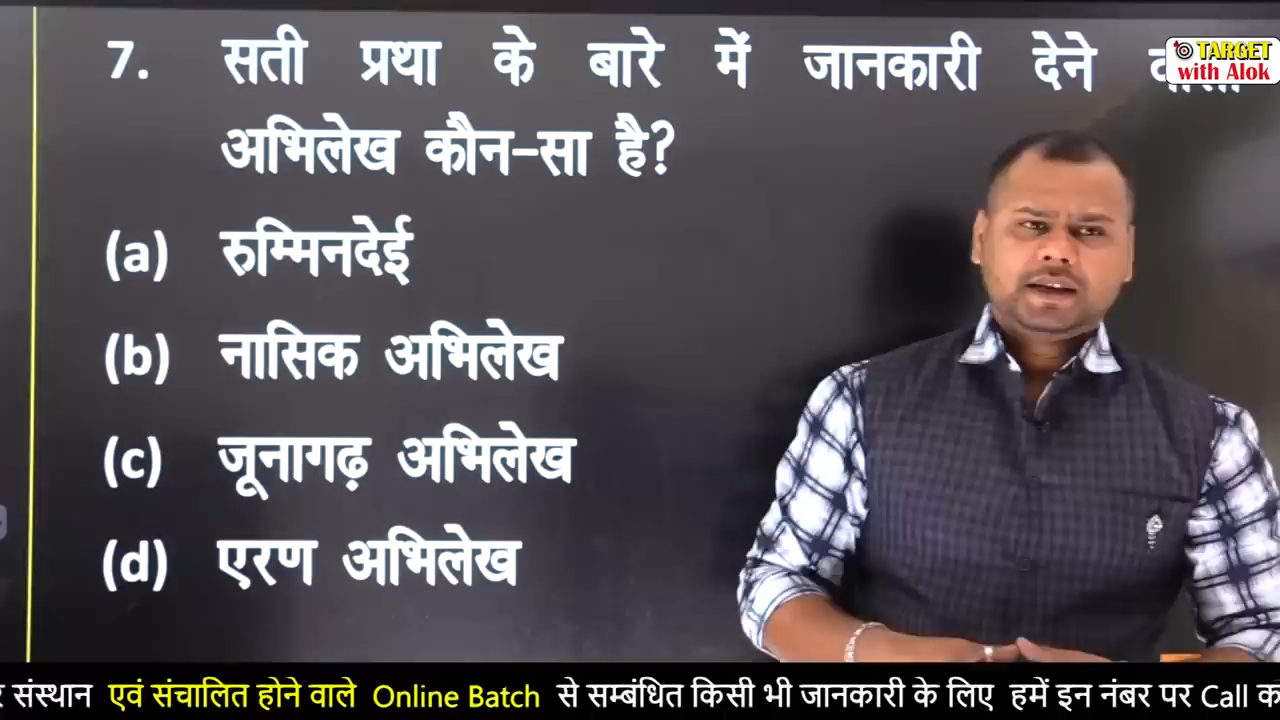 7. सती प्रथा के बारे में जानकारी देने
TARGET
with Alok
अभिलेख कौन-सा है?
(a) रुम्मिनदेई
(b) नासिक अभिलेख
(c) जूनागढ़ अभिलेख
(d) एरण अभिलेख
संस्थान एवं संचालित होने वाले Online Batch से सम्बंधित किसी भी जानकारी के लिए हमें इन नंबर पर Call